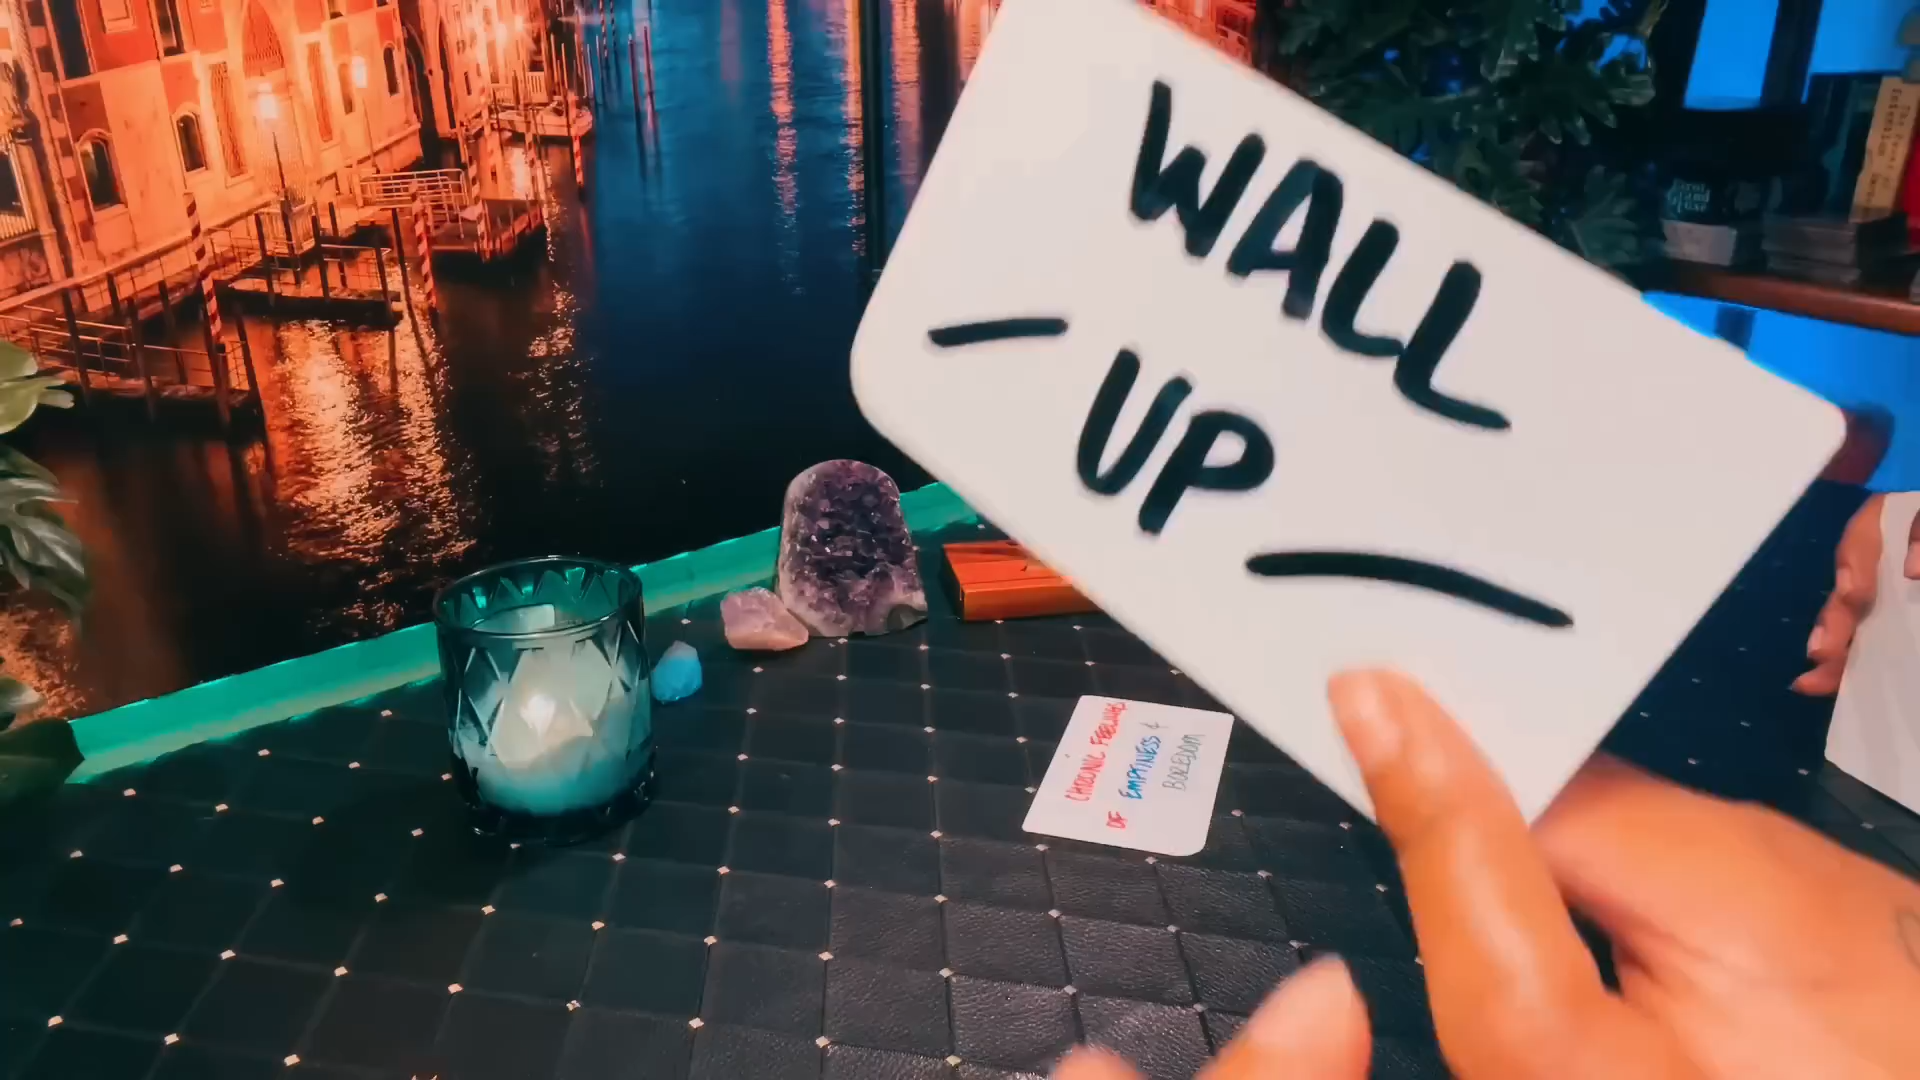 WALL
UP
CHRONIC FEELINGS
OF EMPTINESS &
BOREDOM